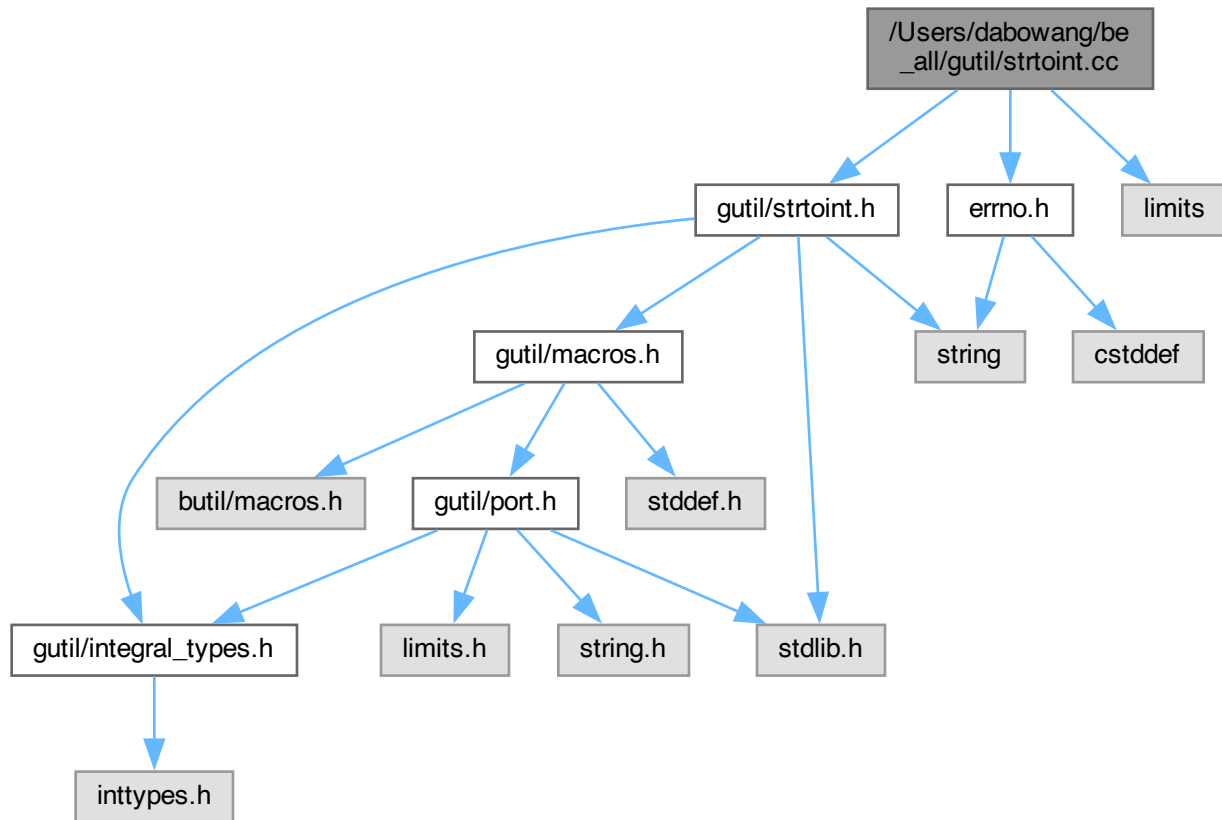 /Users/dabowang/be
_all/gutil/strtoint.cc
gutil/strtoint.h
errno.h
limits
gutil/macros.h
string
cstddef
butil/macros.h
gutil/port.h
stddef.h
gutil/integral_types.h
limits.h
string.h
stdlib.h
inttypes.h